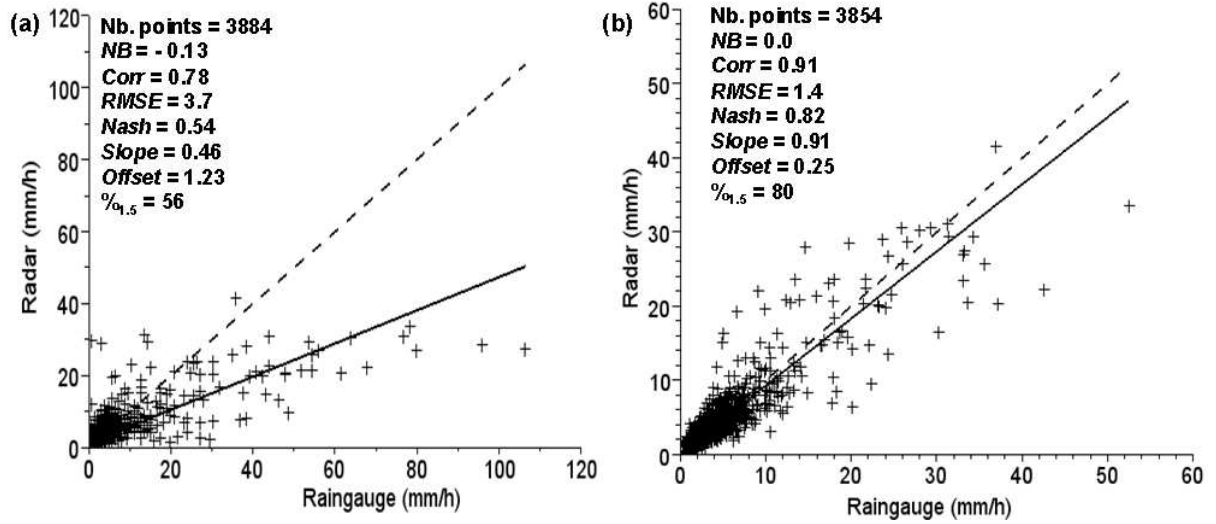 (a)
Nb. points = 3884
NB = - 0.13
Corr = 0.78
RMSE = 3.7
Nash = 0.54
Slope = 0.46
Offset = 1.23
%1.5 = 56
120
100
80
60
40
20
0
Radar (mm/h)
0 20 40 60 80 100 120
Raingauge (mm/h)
(b)
Nb. points = 3854
NB = 0.0
Corr = 0.91
RMSE = 1.4
Nash = 0.82
Slope = 0.91
Offset = 0.25
%1.5 = 80
60
50
40
30
20
10
0
Radar (mm/h)
0 10 20 30 40 50 60
Raingauge (mm/h)